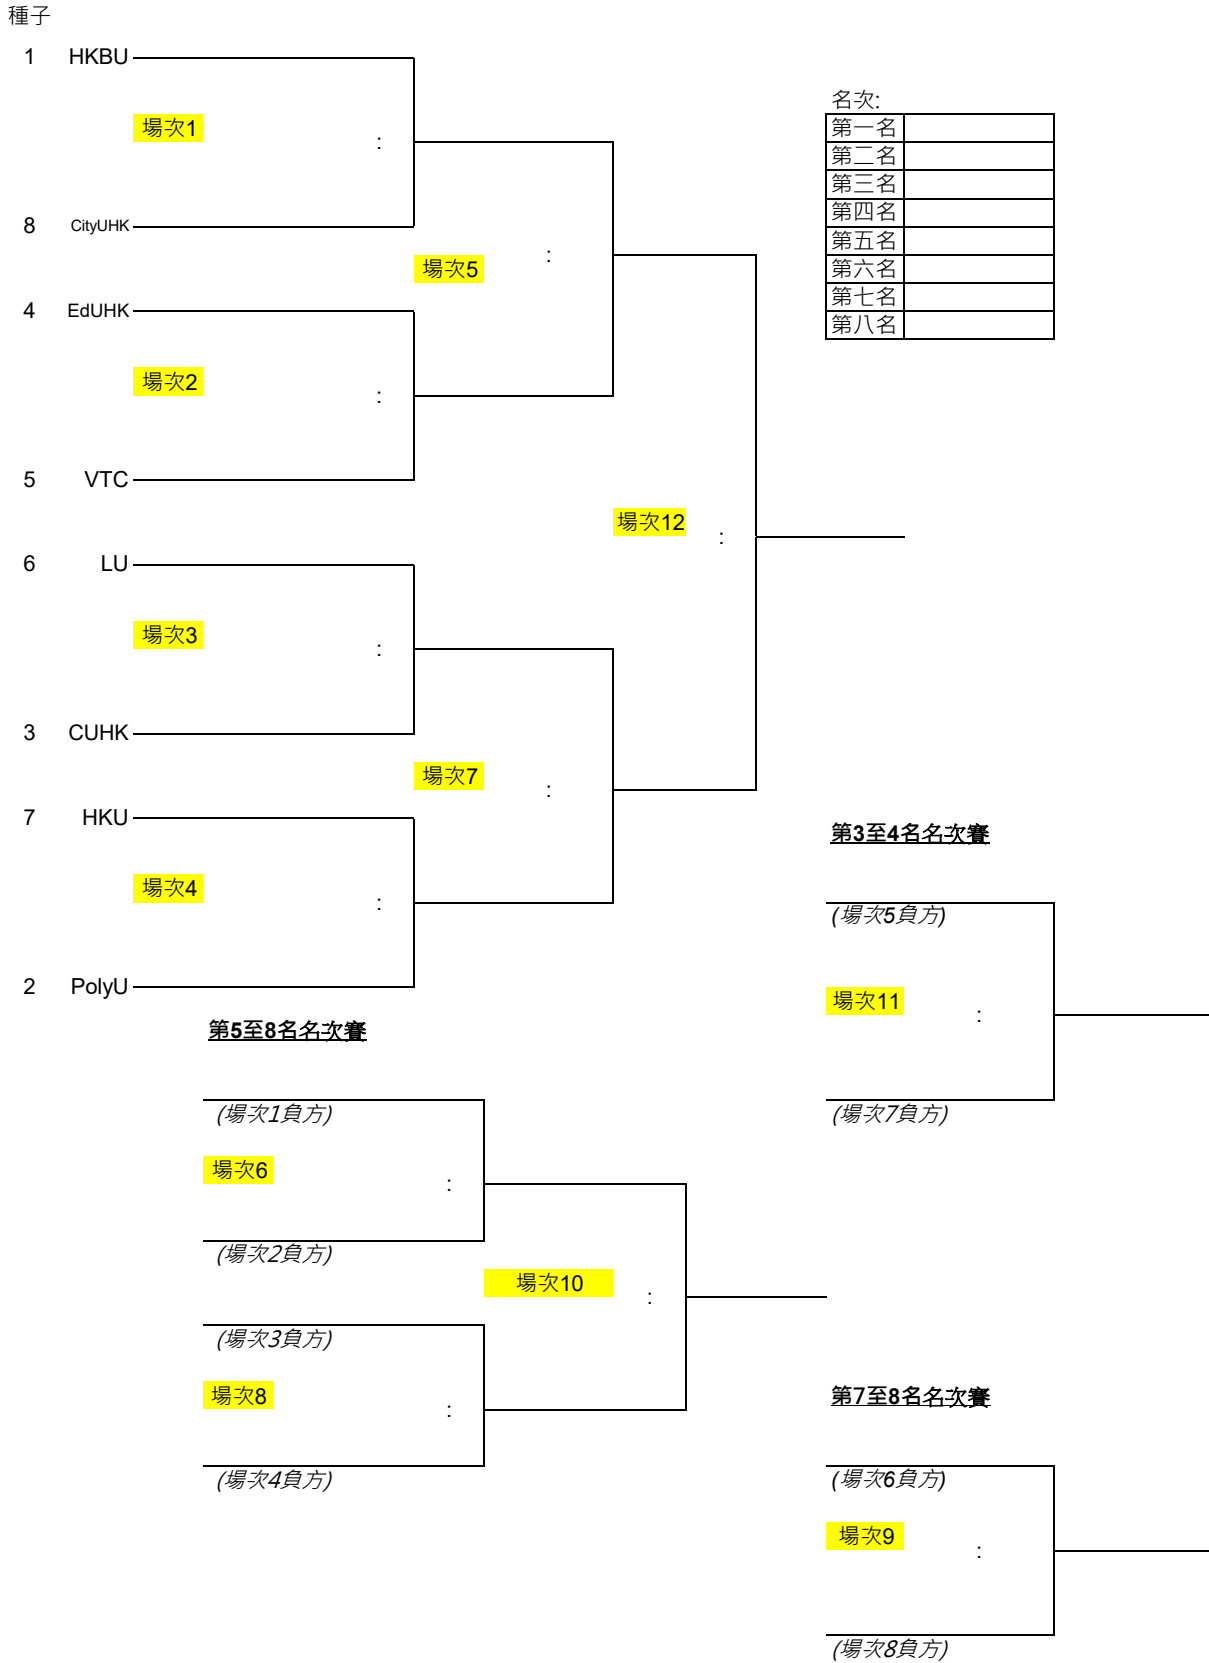 種子
1 HKBU
名次:
場次1
:
第一名
第二名
第三名
第四名
第五名
第六名
第七名
第八名
8 CityUHK
場次5
:
4 EdUHK
場次2
:
5 VTC
場次12
:
6 LU
場次3
:
3 CUHK
場次7
:
7 HKU
第3至4名名次賽
場次4
:
(場次5負方)
2 PolyU
場次11
:
第5至8名名次賽
(場次1負方)
(場次7負方)
場次6
:
(場次2負方)
場次10
:
(場次3負方)
場次8
:
第7至8名名次賽
(場次4負方)
(場次6負方)
場次9
:
(場次8負方)